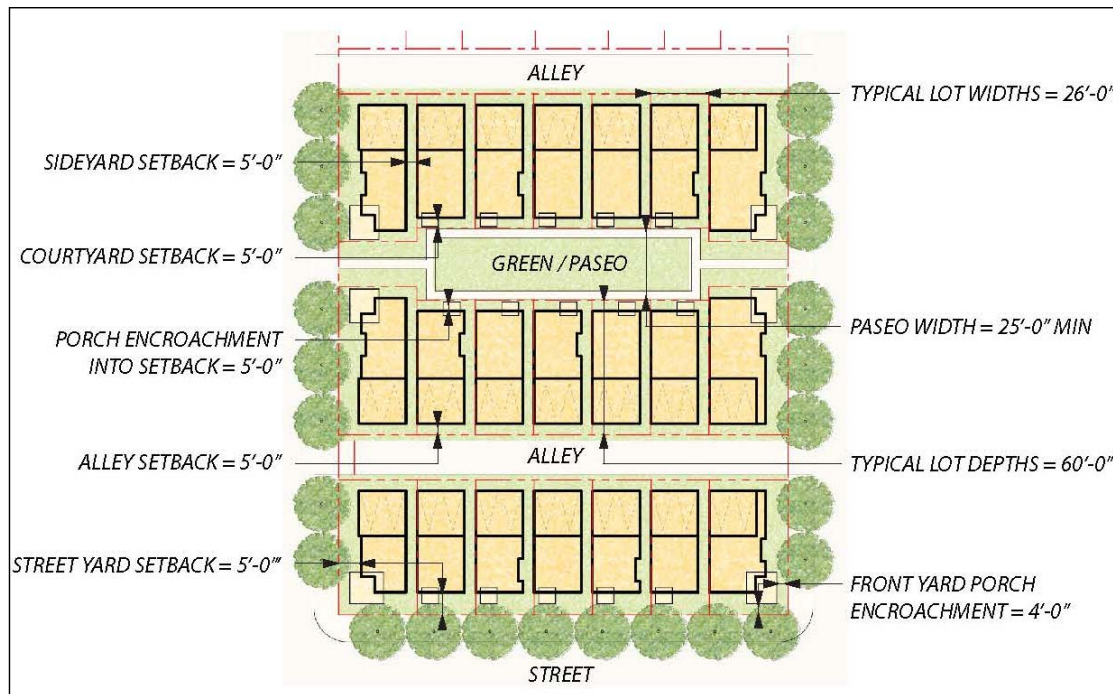 ALLEY
TYPICAL LOT WIDTHS = 26'-0"
SIDEYARD SETBACK = 5'-0"
COURTYARD SETBACK = 5'-0"
GREEN / PASEO
PORCH ENCROACHMENT
INTO SETBACK = 5'-0"
PASEO WIDTH = 25'-0" MIN
ALLEY SETBACK = 5'-0"
ALLEY
TYPICAL LOT DEPTHS = 60'-0"
STREET YARD SETBACK = 5'-0"'
FRONT YARD PORCH
ENCROACHMENT = 4'-0"
STREET